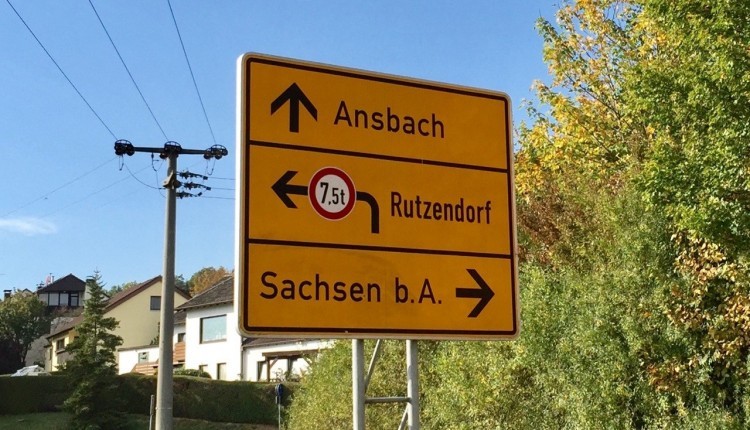 Ansbach
7,5t
Rutzendorf
Sachsen b.A.